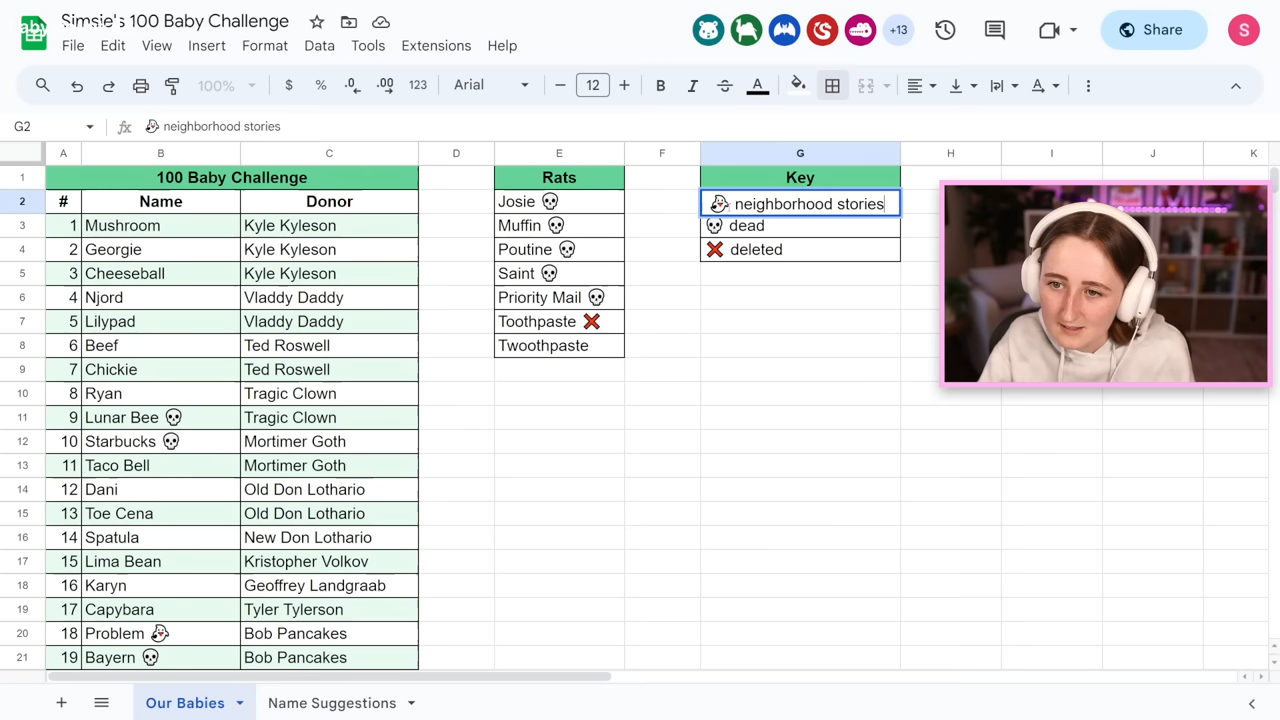 Simsie's 100 Baby Challenge
File Edit View Insert Format Data Tools Extensions Help
+13
Share
S
100% $ % .0 .00 123 Arial 12 B I A
G2 fx neighborhood stories
A B C D E F G H I J K
1 100 Baby Challenge Rats Key
2 # Name Donor Josie 💀 neighborhood stories
3 1 Mushroom Kyle Kyleson Muffin 💀 💀 dead
4 2 Georgie Kyle Kyleson Poutine 💀 ❌ deleted
5 3 Cheeseball Kyle Kyleson Saint 💀
6 4 Njord Vladdy Daddy Priority Mail 💀
7 5 Lilypad Vladdy Daddy Toothpaste ❌
8 6 Beef Ted Roswell Twoothpaste
9 7 Chickie Ted Roswell
10 8 Ryan Tragic Clown
11 9 Lunar Bee 💀 Tragic Clown
12 10 Starbucks 💀 Mortimer Goth
13 11 Taco Bell Mortimer Goth
14 12 Dani Old Don Lothario
15 13 Toe Cena Old Don Lothario
16 14 Spatula New Don Lothario
17 15 Lima Bean Kristopher Volkov
18 16 Karyn Geoffrey Landgraab
19 17 Capybara Tyler Tylerson
20 18 Problem Bob Pancakes
21 19 Bayern 💀 Bob Pancakes
Our Babies Name Suggestions